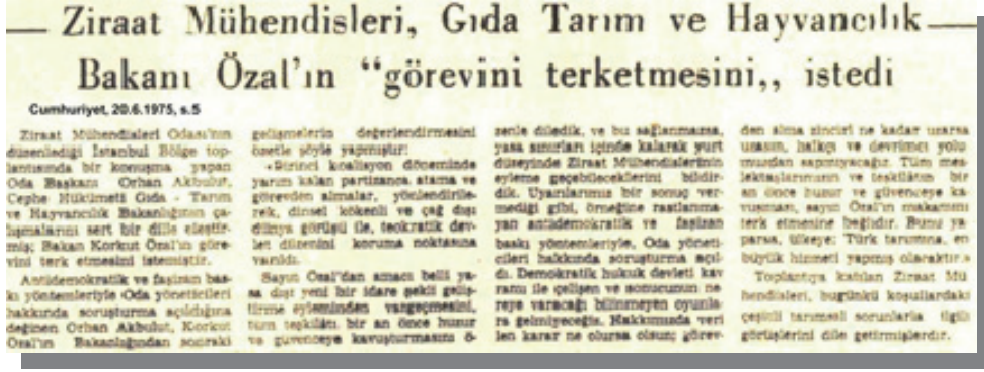 Ziraat Mühendisleri, Gıda Tarım ve Hayvancılık
Bakanı Özal'ın “görevini terketmesini,, istedi
Cumhuriyet, 20.6.1975, s.5
Ziraat Mühendisleri Odası'nın
düzenlediği İstanbul Bölge top-
lantısında bir konuşma yapan
Oda Başkanı Orhan Akbulut,
Cephe Hükümeti Gıda - Tarım
ve Hayvancılık Bakanlığının ça-
lışmalarını sert bir dille eleştir-
miş; Bakan Korkut Özal'ın göre-
vini terk etmesini istemiştir.
Antidemokratik ve faşizan bas-
kı yöntemleriyle Oda yöneticileri
hakkında soruşturma açıldığına
değinen Orhan Akbulut, Korkut
Özal'ın Bakanlığından sonraki
gelişmelerin değerlendirmesini
özetle şöyle yapmıştır:
«Birinci koalisyon döneminde
yarım kalan partizanca atama ve
görevden almalar, yönlendirile-
rek, dinsel kökenli ve çağ dışı
dünya görüşü ile, teokratik dev-
let düzenini koruma noktasına
varıldı.
Sayın Özal'dan amacı belli ya-
sa dışı yeni bir idare şekli geliş-
tirme eyleminden vazgeçmesini,
tüm teşkilâtı bir an önce huzur
ve güvenceye kavuşturmasını ö-
zenle diledik, ve bu sağlanmazsa,
yasa sınırları içinde kalarak yurt
düzeyinde Ziraat Mühendislerinin
eyleme geçebileceklerini bildir-
dik. Uyarılarımız bir sonuç ver-
mediği gibi, örneğine rastlanma-
yan antidemokratik ve faşizan
baskı yöntemleriyle, Oda yöneti-
cileri hakkında soruşturma açıl-
dı. Demokratik hukuk devleti kav
ramı ile çelişen ve sonucunun ne
reye varacağı bilinmeyen oyunla-
ra gelmiyeceğiz. Hakkımızda veri
len karar ne olursa olsun; görev-
den alma zinciri ne kadar uzarsa
uzasın, halkçı ve devrimci yolu
muzdan sapmıyacağız. Tüm mes-
lektaşlarımızın ve teşkilâtın bir
an önce huzur ve güvenceye ka-
vuşması, sayın Özal'ın makamını
terk etmesine bağlıdır. Bunu ya-
parsa, ülkeye; Türk tarımına, en
büyük hizmeti yapmış olacaktır.»
Toplantıya katılan Ziraat Mü
hendisleri, bugünkü koşullardaki
çeşitli tarımsal sorunlarla ilgili
görüşlerini dile getirmişlerdir.